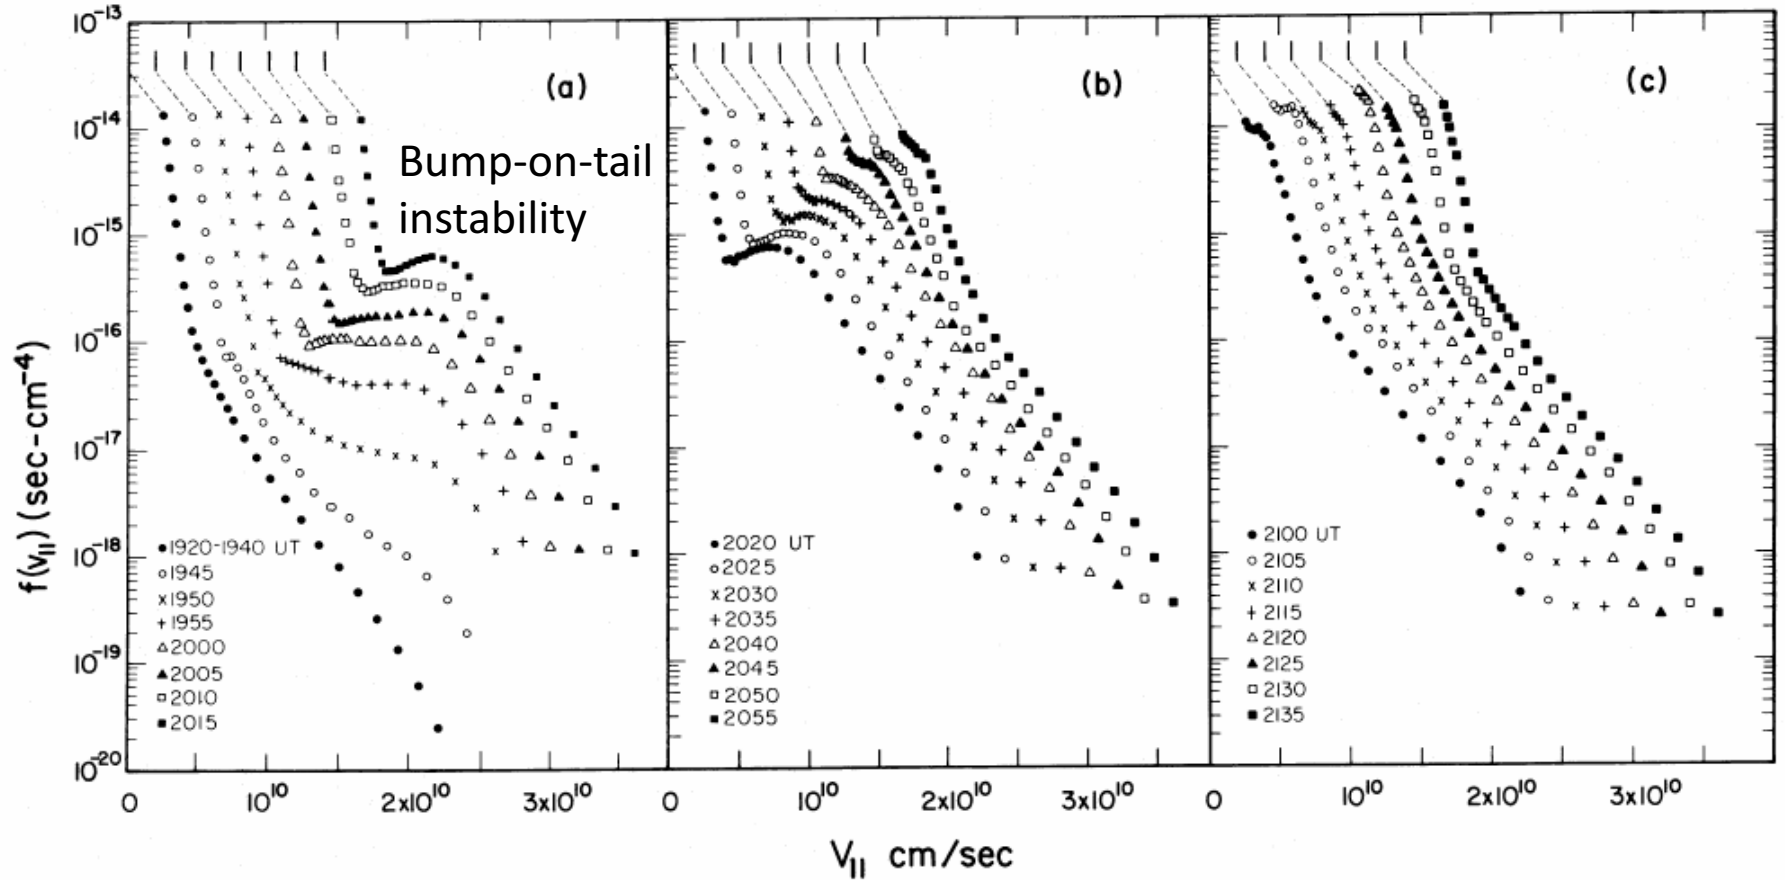 (a)
Bump-on-tail
instability
(b)
(c)
f(v||) (sec-cm⁻⁴)
10⁻¹³
10⁻¹⁴
10⁻¹⁵
10⁻¹⁶
10⁻¹⁷
10⁻¹⁸
10⁻¹⁹
10⁻²⁰
1920-1940 UT
1945
1950
1955
2000
2005
2010
2015
2020 UT
2025
2030
2035
2040
2045
2050
2055
2100 UT
2105
2110
2115
2120
2125
2130
2135
0 10¹⁰ 2x10¹⁰ 3x10¹⁰
0 10¹⁰ 2x10¹⁰ 3x10¹⁰
0 10¹⁰ 2x10¹⁰ 3x10¹⁰
V|| cm/sec